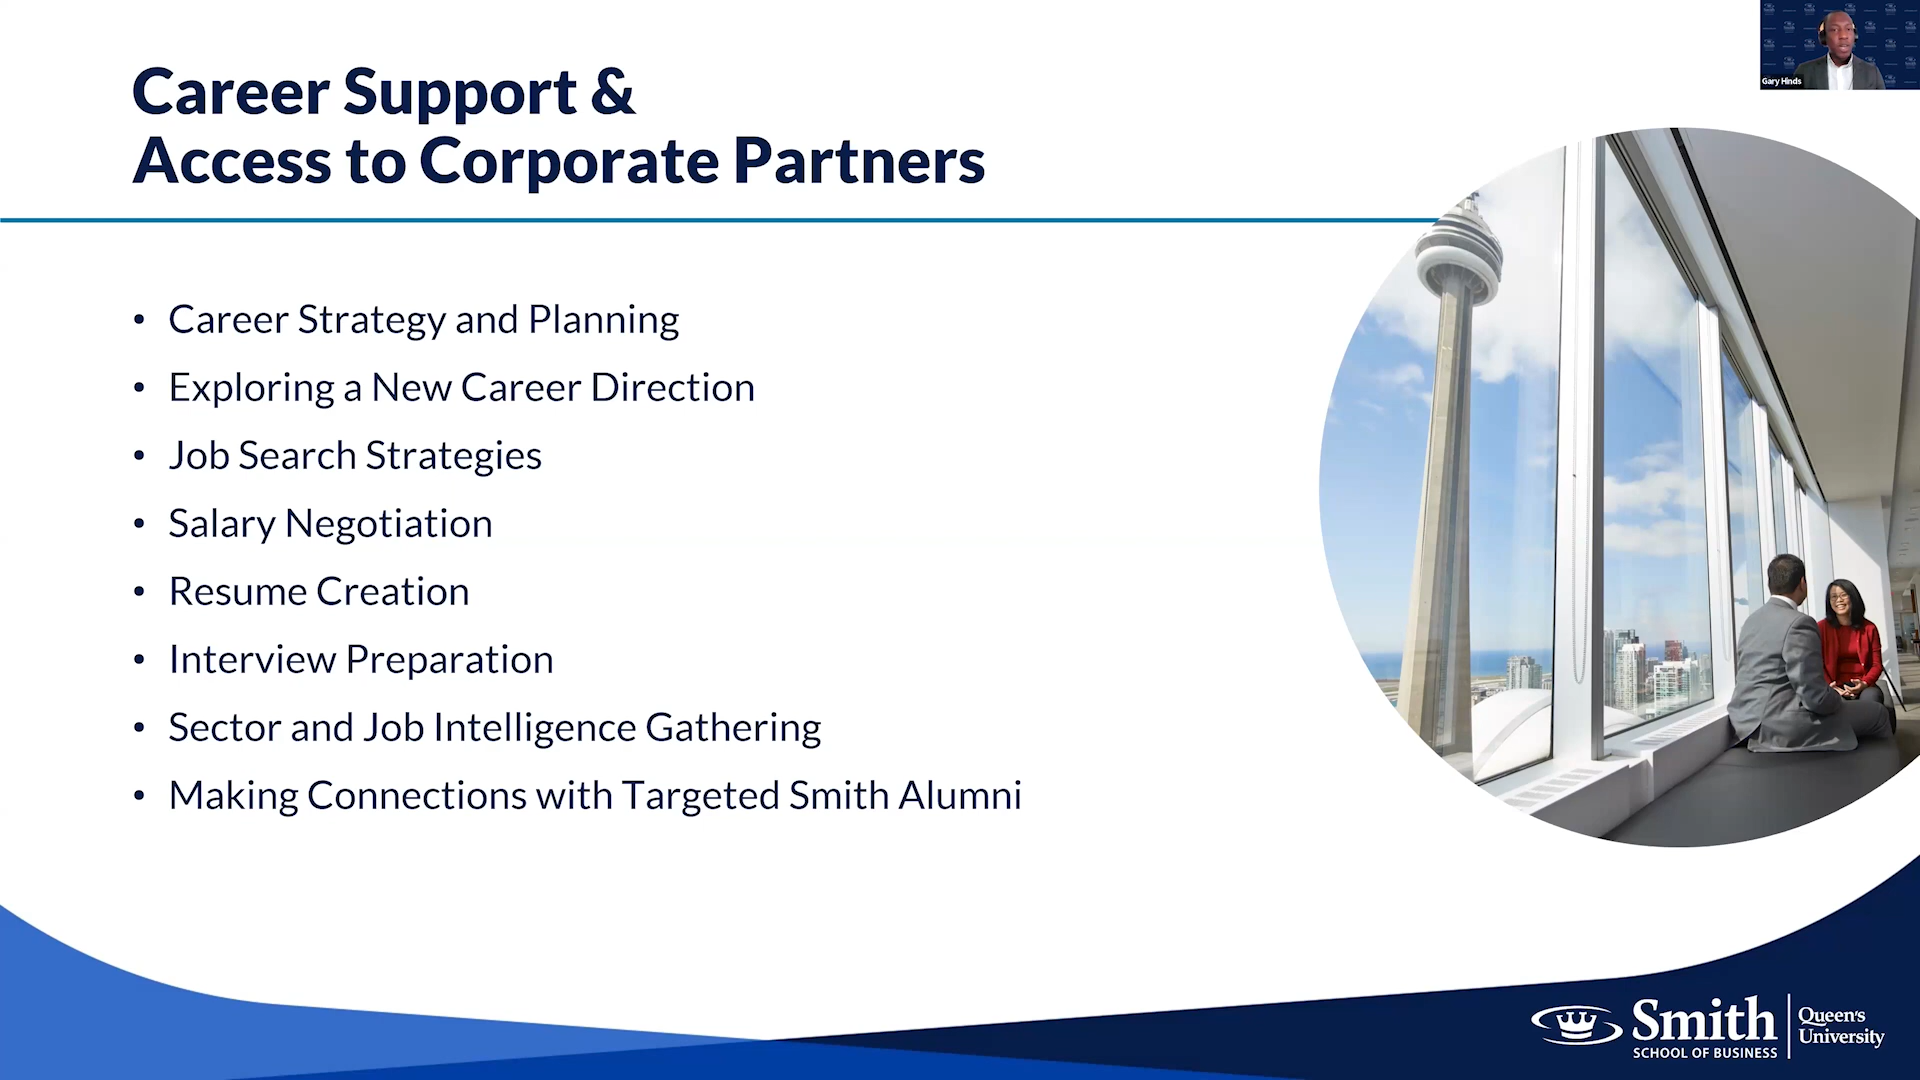 Career Support &
Access to Corporate Partners
Gary Hinds
• Career Strategy and Planning
• Exploring a New Career Direction
• Job Search Strategies
• Salary Negotiation
• Resume Creation
• Interview Preparation
• Sector and Job Intelligence Gathering
• Making Connections with Targeted Smith Alumni
Smith
SCHOOL OF BUSINESS
Queen's
University